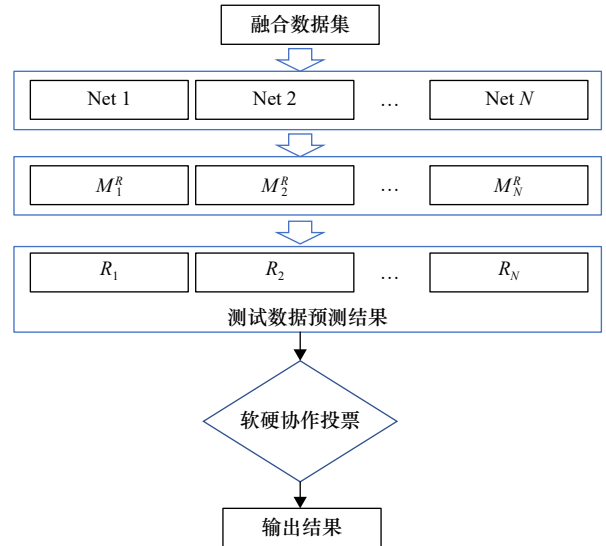 融合数据集
Net 1 Net 2 … Net N
M_1^R M_2^R … M_N^R
R_1 R_2 … R_N
测试数据预测结果
软硬协作投票
输出结果